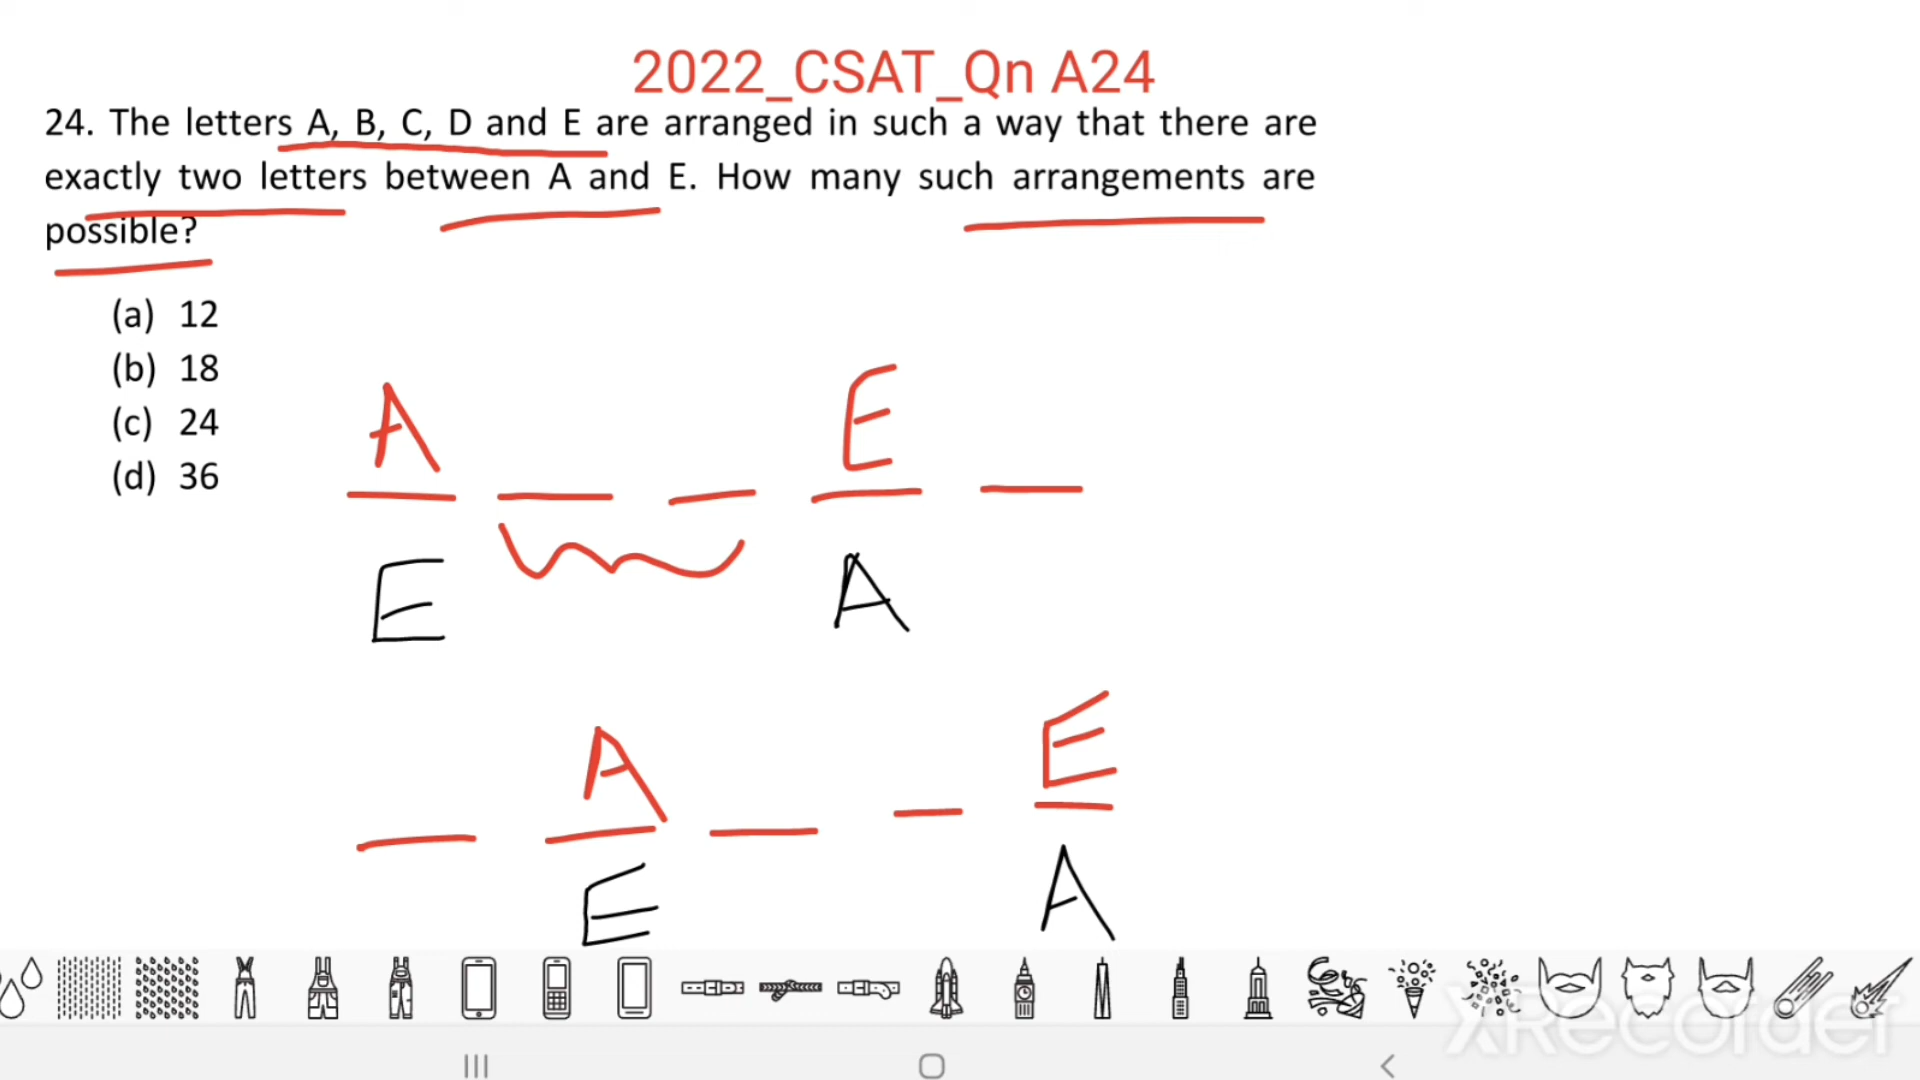 2022_CSAT_Qn A24
24. The letters A, B, C, D and E are arranged in such a way that there are
exactly two letters between A and E. How many such arrangements are
possible?
(a) 12
(b) 18
(c) 24
(d) 36
A E
E A
A E
E A
XRecorder